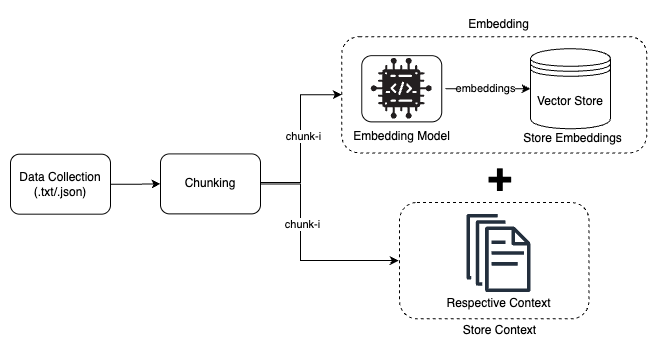 Embedding
</>
embeddings
Vector Store
Embedding Model
Store Embeddings
chunk-i
Data Collection
(.txt/.json)
Chunking
chunk-i
Respective Context
Store Context